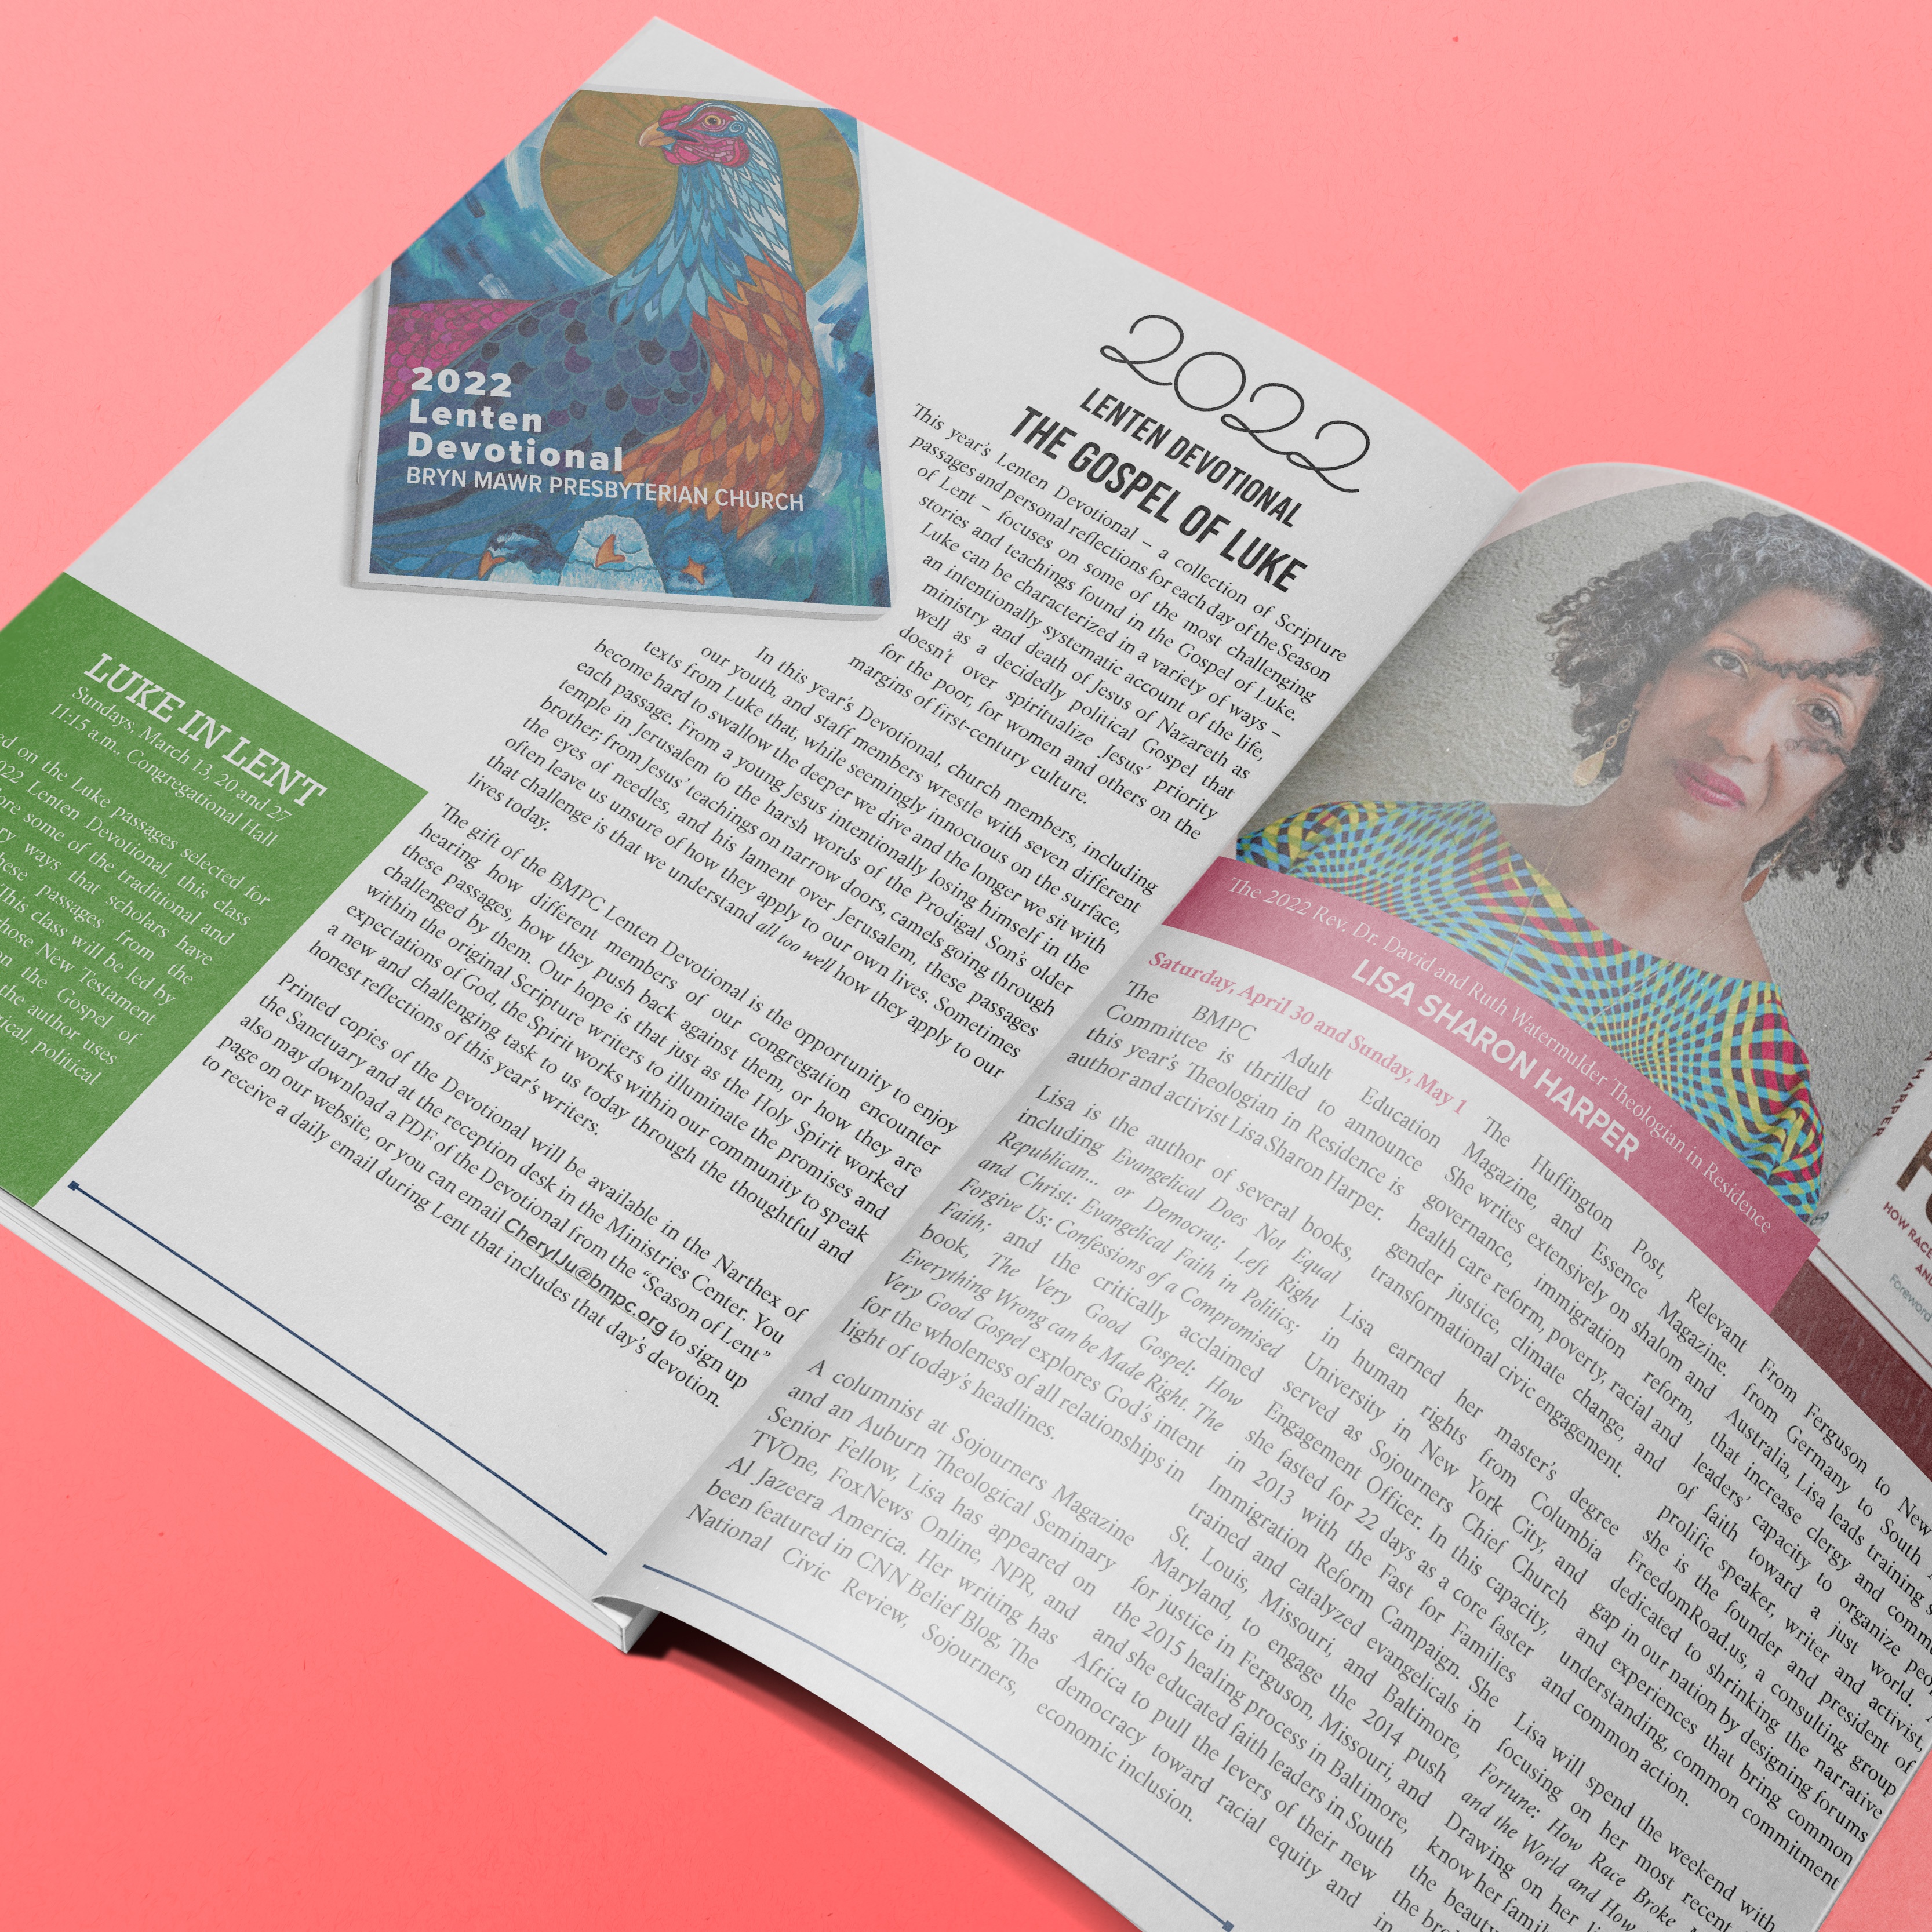 2022
Lenten
Devotional
BRYN MAWR PRESBYTERIAN CHURCH
2022
LENTEN DEVOTIONAL
THE GOSPEL OF LUKE
This year's Lenten Devotional – a collection of Scripture
passages and personal reflections for each day of the Season
of Lent – focuses on some of the most challenging
stories and teachings found in the Gospel of Luke.
Luke can be characterized in a variety of ways –
an intentionally systematic account of the life,
ministry and death of Jesus of Nazareth as
well as a decidedly political Gospel that
doesn't over spiritualize Jesus' priority
for the poor, for women and others on the
margins of first-century culture.
In this year's Devotional, church members, including
our youth, and staff members wrestle with seven different
texts from Luke that, while seemingly innocuous on the surface,
become hard to swallow the deeper we dive and the longer we sit with
each passage. From a young Jesus intentionally losing himself in the
temple in Jerusalem to the harsh words of the Prodigal Son's older
brother; from Jesus' teachings on narrow doors, camels going through
the eyes of needles, and his lament over Jerusalem, these passages
often leave us unsure of how they apply to our own lives. Sometimes
that challenge is that we understand all too well how they apply to our
lives today.
The gift of the BMPC Lenten Devotional is the opportunity to enjoy
hearing how different members of our congregation encounter
these passages, how they push back against them, or how they are
challenged by them. Our hope is that just as the Holy Spirit worked
within the original Scripture writers to illuminate the promises and
expectations of God, the Spirit works within our community to speak
a new and challenging task to us today through the thoughtful and
honest reflections of this year's writers.
Printed copies of the Devotional will be available in the Narthex of
the Sanctuary and at the reception desk in the Ministries Center. You
also may download a PDF of the Devotional from the "Season of Lent"
page on our website, or you can email CherylJu@bmpc.org to sign up
to receive a daily email during Lent that includes that day's devotion.
LUKE IN LENT
Sundays, March 13, 20 and 27
11:15 a.m., Congregational Hall
ed on the Luke passages selected for
022 Lenten Devotional, this class
ore some of the traditional and
ry ways that scholars have
hese passages from the
This class will be led by
hose New Testament
on the Gospel of
the author uses
rical, political
The 2022 Rev. Dr. David and Ruth Watermulder Theologian in Residence
LISA SHARON HARPER
Saturday, April 30 and Sunday, May 1
The BMPC Adult Education
Committee is thrilled to announce
this year's Theologian in Residence is
author and activist Lisa Sharon Harper.
Lisa is the author of several books,
including Evangelical Does Not Equal
Republican... or Democrat; Left Right
and Christ: Evangelical Faith in Politics;
Forgive Us: Confessions of a Compromised
Faith; and the critically acclaimed
book, The Very Good Gospel: How
Everything Wrong can be Made Right. The
Very Good Gospel explores God's intent
for the wholeness of all relationships in
light of today's headlines.
A columnist at Sojourners Magazine
and an Auburn Theological Seminary
Senior Fellow, Lisa has appeared on
TVOne, FoxNews Online, NPR, and
Al Jazeera America. Her writing has
been featured in CNN Belief Blog, The
National Civic Review, Sojourners,
The Huffington Post, Relevant
Magazine, and Essence Magazine.
She writes extensively on shalom and
governance, immigration reform,
health care reform, poverty, racial and
gender justice, climate change, and
transformational civic engagement.
Lisa earned her master's degree
in human rights from Columbia
University in New York City, and
served as Sojourners Chief Church
Engagement Officer. In this capacity,
she fasted for 22 days as a core faster
in 2013 with the Fast for Families
Immigration Reform Campaign. She
trained and catalyzed evangelicals in
St. Louis, Missouri, and Baltimore,
Maryland, to engage the 2014 push
for justice in Ferguson, Missouri, and
the 2015 healing process in Baltimore,
and she educated faith leaders in South
Africa to pull the levers of their new
democracy toward racial equity and
economic inclusion.
From Ferguson to New
from Germany to South
Australia, Lisa leads training
that increase clergy and comm
leaders' capacity to organize peo
of faith toward a just world.
prolific speaker, writer and activist,
she is the founder and president of
FreedomRoad.us, a consulting group
dedicated to shrinking the narrative
gap in our nation by designing forums
and experiences that bring common
understanding, common commitment
and common action.
Lisa will spend the weekend with
focusing on her most recent
Fortune: How Race Broke
and the World and How
Drawing on her
know her famil
the beauty
the bro
in
HARPER
HOW RACE
AN
Foreword